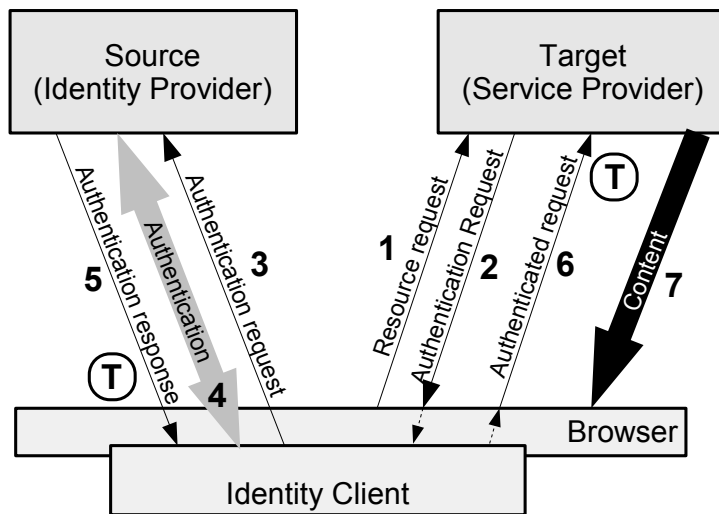 Source
(Identity Provider)
Target
(Service Provider)
5
Authentication response
T
Authentication
4
Authentication request
3
1
Resource request
Authentication Request
2
Authenticated request
6
T
Content
7
Browser
Identity Client